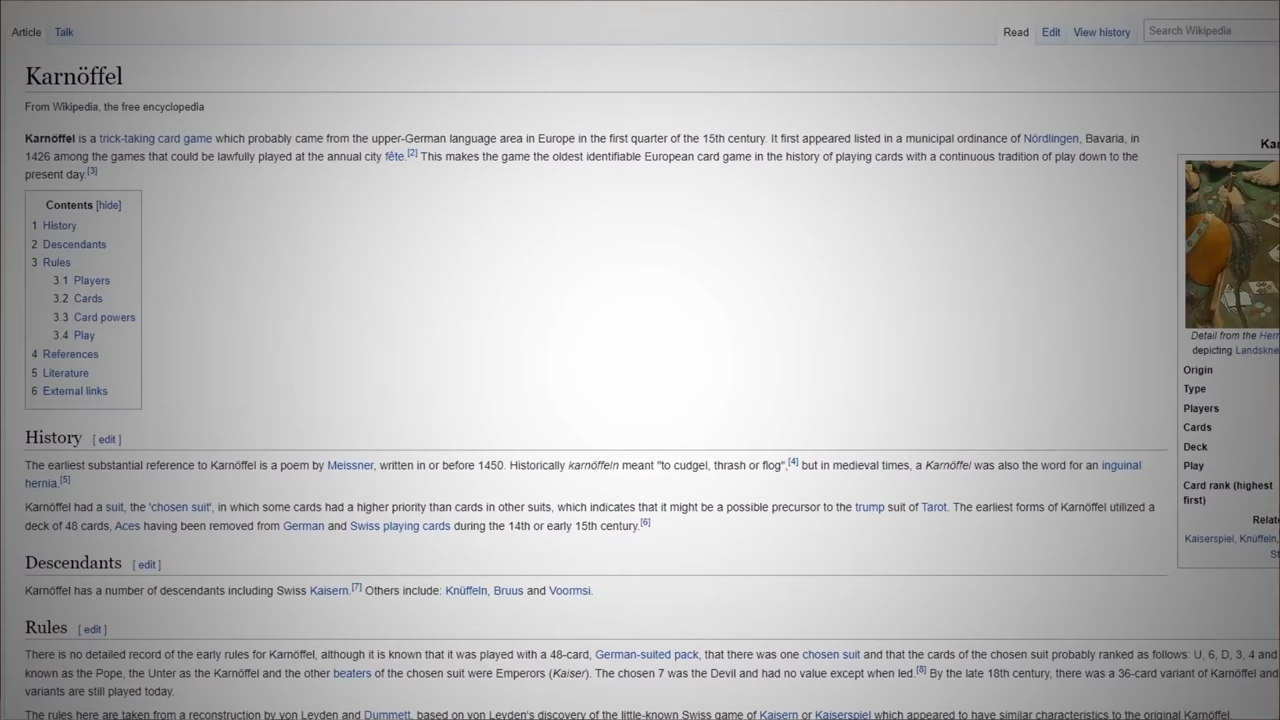 Article Talk Read Edit View history Search Wikipedia
Karnöffel
From Wikipedia, the free encyclopedia
Karnöffel is a trick-taking card game which probably came from the upper-German language area in Europe in the first quarter of the 15th century. It first appeared listed in a municipal ordinance of Nördlingen, Bavaria, in
1426 among the games that could be lawfully played at the annual city fête.[2] This makes the game the oldest identifiable European card game in the history of playing cards with a continuous tradition of play down to the
present day.[3]
Contents [hide]
1 History
2 Descendants
3 Rules
3.1 Players
3.2 Cards
3.3 Card powers
3.4 Play
4 References
5 Literature
6 External links
Detail from the
depicting
Origin
Type
Players
Cards
Deck
Play
Card rank (highest
first)
Kaiserspiel, Knüffeln,
History [ edit ]
The earliest substantial reference to Karnöffel is a poem by Meissner, written in or before 1450. Historically karnöffeln meant "to cudgel, thrash or flog",[4] but in medieval times, a Karnöffel was also the word for an inguinal
hernia.[5]
Karnöffel had a suit, the 'chosen suit', in which some cards had a higher priority than cards in other suits, which indicates that it might be a possible precursor to the trump suit of Tarot. The earliest forms of Karnöffel utilized a
deck of 48 cards, Aces having been removed from German and Swiss playing cards during the 14th or early 15th century.[6]
Descendants [ edit ]
Karnöffel has a number of descendants including Swiss Kaisern.[7] Others include: Knüffeln, Bruus and Voormsi.
Rules [ edit ]
There is no detailed record of the early rules for Karnöffel, although it is known that it was played with a 48-card, German-suited pack, that there was one chosen suit and that the cards of the chosen suit probably ranked as follows: U, 6, D, 3, 4 and
known as the Pope, the Unter as the Karnöffel and the other beaters of the chosen suit were Emperors (Kaiser). The chosen 7 was the Devil and had no value except when led.[8] By the late 18th century, there was a 36-card variant of Karnöffel and
variants are still played today.
The rules here are taken from a reconstruction by von Leyden and Dummett, based on von Leyden's discovery of the little-known Swiss game of Kaisern or Kaiserspiel which appeared to have similar characteristics to the original Karnöffel